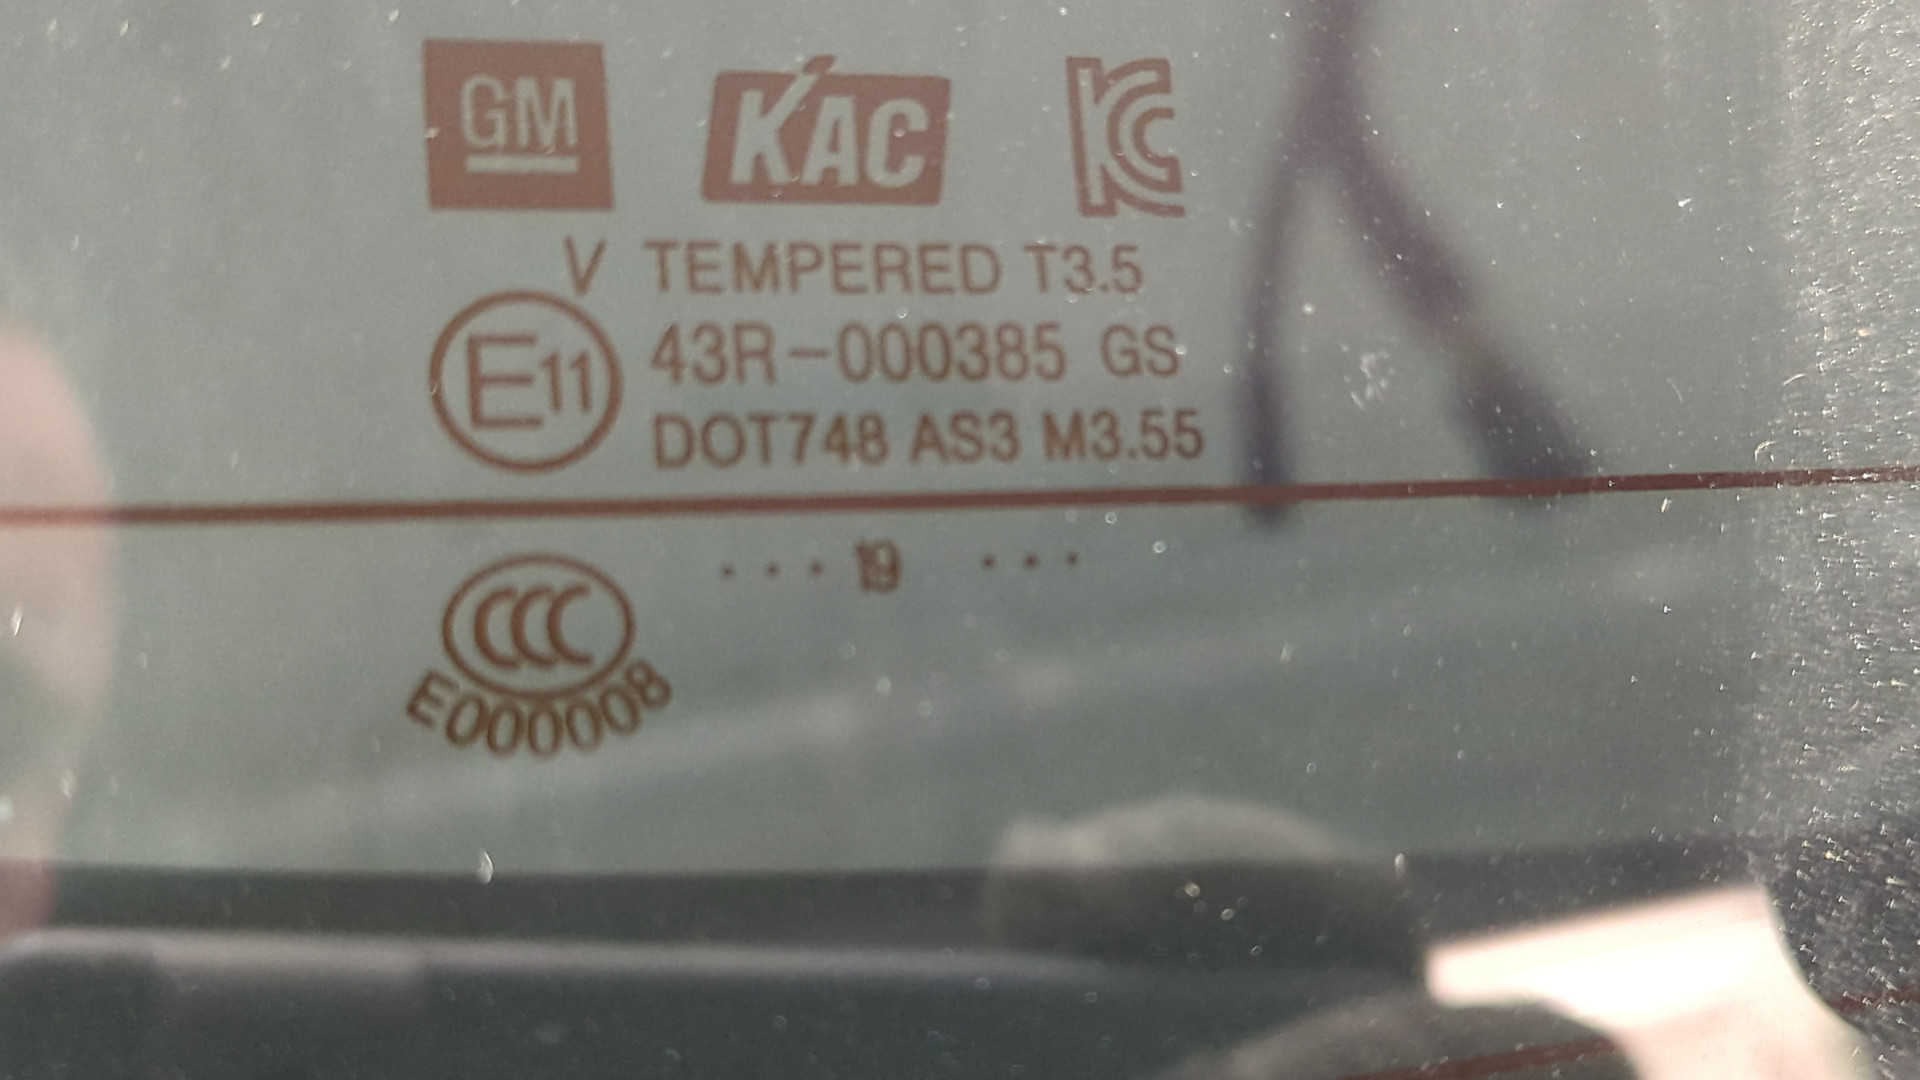 GM KAC KC
V TEMPERED T3.5
E11 43R-000385 GS
DOT748 AS3 M3.55
... 19 ...
CCC
E000008